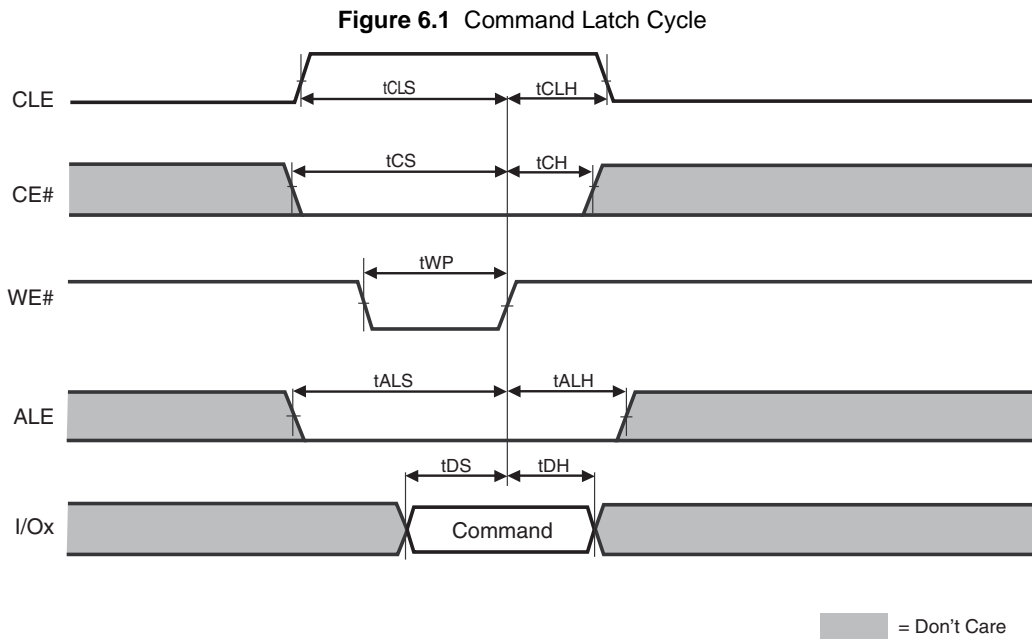 Figure 6.1 Command Latch Cycle
CLE
tCLS
tCLH
CE#
tCS
tCH
WE#
tWP
ALE
tALS
tALH
I/Ox
tDS
tDH
Command
= Don't Care